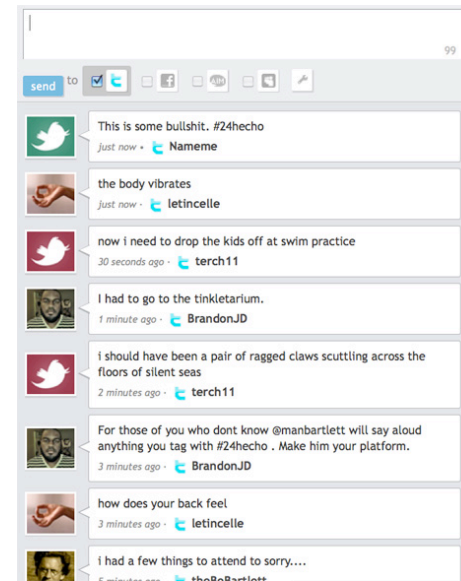 99
send to AIM
This is some bullshit. #24hecho
just now • Nameme
the body vibrates
just now · letincelle
now i need to drop the kids off at swim practice
30 seconds ago · terch11
I had to go to the tinkletarium.
1 minute ago · BrandonJD
i should have been a pair of ragged claws scuttling across the
floors of silent seas
2 minutes ago · terch11
For those of you who dont know @manbartlett will say aloud
anything you tag with #24hecho . Make him your platform.
3 minutes ago · BrandonJD
how does your back feel
3 minutes ago · letincelle
i had a few things to attend to sorry....
5 minutes ago · theBoBartlett